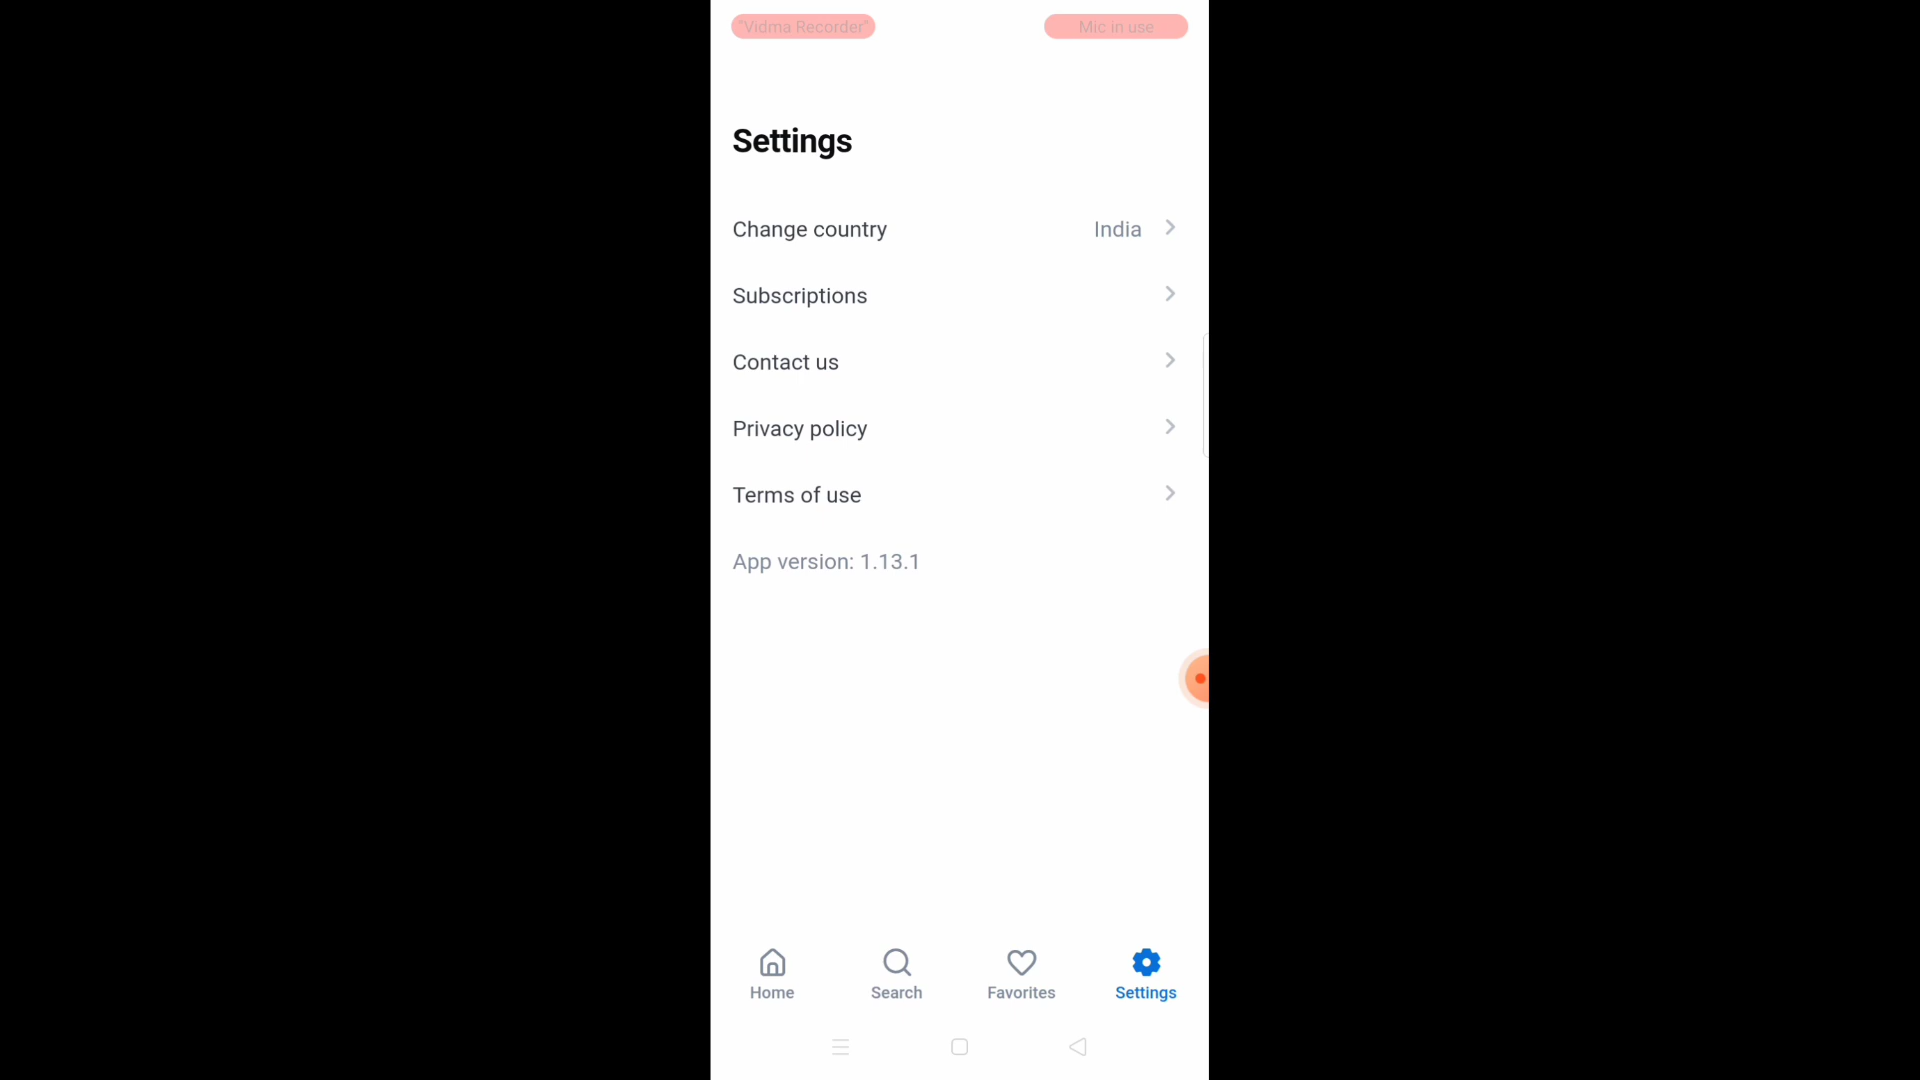 "Vidma Recorder" Mic in use
Settings
Change country India
Subscriptions
Contact us
Privacy policy
Terms of use
App version: 1.13.1
Home Search Favorites Settings